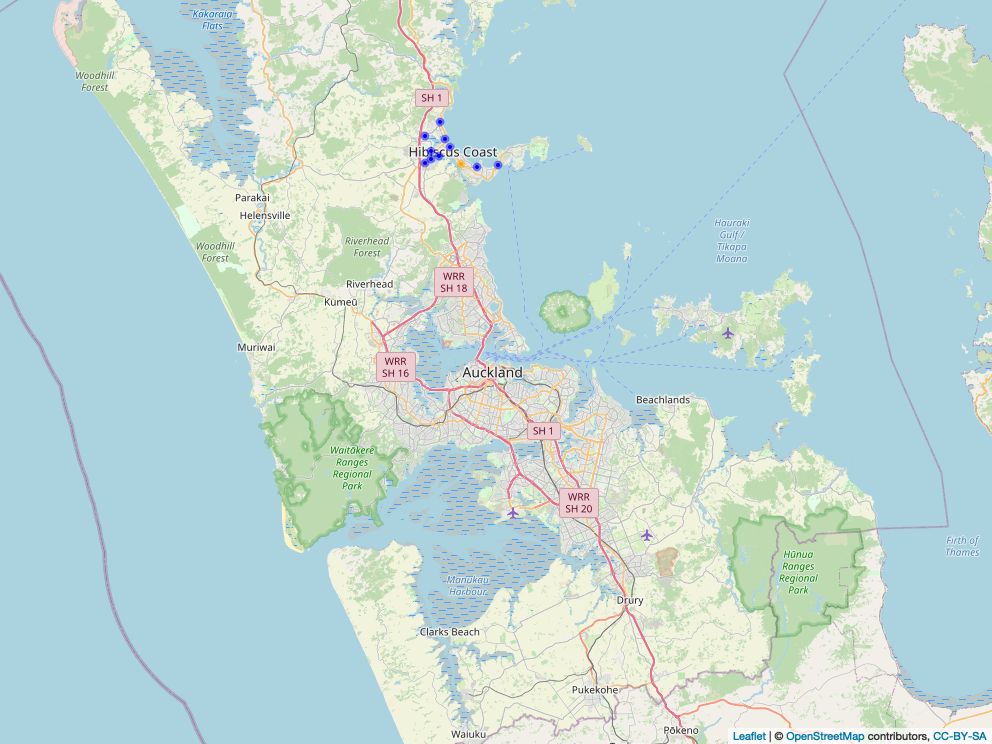 Kakaraia
Flats
Woodhill
Forest
SH 1
Hibiscus Coast
Parakai
Helensville
Woodhill
Forest
Riverhead
Forest
Hauraki
Gulf /
Tikapa
Moana
Riverhead
WRR
SH 18
Kumeū
Muriwai
WRR
SH 16
Auckland
Beachlands
SH 1
Waitākere
Ranges
Regional
Park
WRR
SH 20
Firth of
Thames
Hūnua
Ranges
Regional
Park
Manukau
Harbour
Drury
Clarks Beach
Pukekohe
Waiuku
Pōkeno
Leaflet | © OpenStreetMap contributors, CC-BY-SA